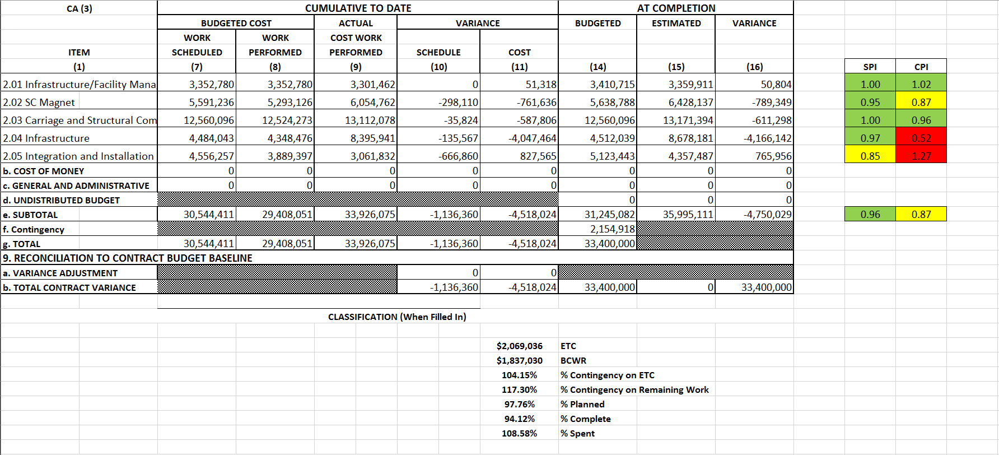 CA (3) CUMULATIVE TO DATE AT COMPLETION
BUDGETED COST ACTUAL VARIANCE BUDGETED ESTIMATED VARIANCE
WORK WORK COST WORK
ITEM SCHEDULED PERFORMED PERFORMED SCHEDULE COST
(1) (7) (8) (9) (10) (11) (14) (15) (16) SPI CPI
2.01 Infrastructure/Facility Mana 3,352,780 3,352,780 3,301,462 0 51,318 3,410,715 3,359,911 50,804 1.00 1.02
2.02 SC Magnet 5,591,236 5,293,126 6,054,762 -298,110 -761,636 5,638,788 6,428,137 -789,349 0.95 0.87
2.03 Carriage and Structural Com 12,560,096 12,524,273 13,112,078 -35,824 -587,806 12,560,096 13,171,394 -611,298 1.00 0.96
2.04 Infrastructure 4,484,043 4,348,476 8,395,941 -135,567 -4,047,464 4,512,039 8,678,181 -4,166,142 0.97 0.52
2.05 Integration and Installation 4,556,257 3,889,397 3,061,832 -666,860 827,565 5,123,443 4,357,487 765,956 0.85 1.27
b. COST OF MONEY 0 0 0 0 0 0 0 0
c. GENERAL AND ADMINISTRATIVE 0 0 0 0 0 0 0 0
d. UNDISTRIBUTED BUDGET 0 0 0
e. SUBTOTAL 30,544,411 29,408,051 33,926,075 -1,136,360 -4,518,024 31,245,082 35,995,111 -4,750,029 0.96 0.87
f. Contingency 2,154,918
g. TOTAL 30,544,411 29,408,051 33,926,075 -1,136,360 -4,518,024 33,400,000
9. RECONCILIATION TO CONTRACT BUDGET BASELINE
a. VARIANCE ADJUSTMENT 0 0
b. TOTAL CONTRACT VARIANCE -1,136,360 -4,518,024 33,400,000 0 33,400,000
CLASSIFICATION (When Filled In)
$2,069,036 ETC
$1,837,030 BCWR
104.15% % Contingency on ETC
117.30% % Contingency on Remaining Work
97.76% % Planned
94.12% % Complete
108.58% % Spent